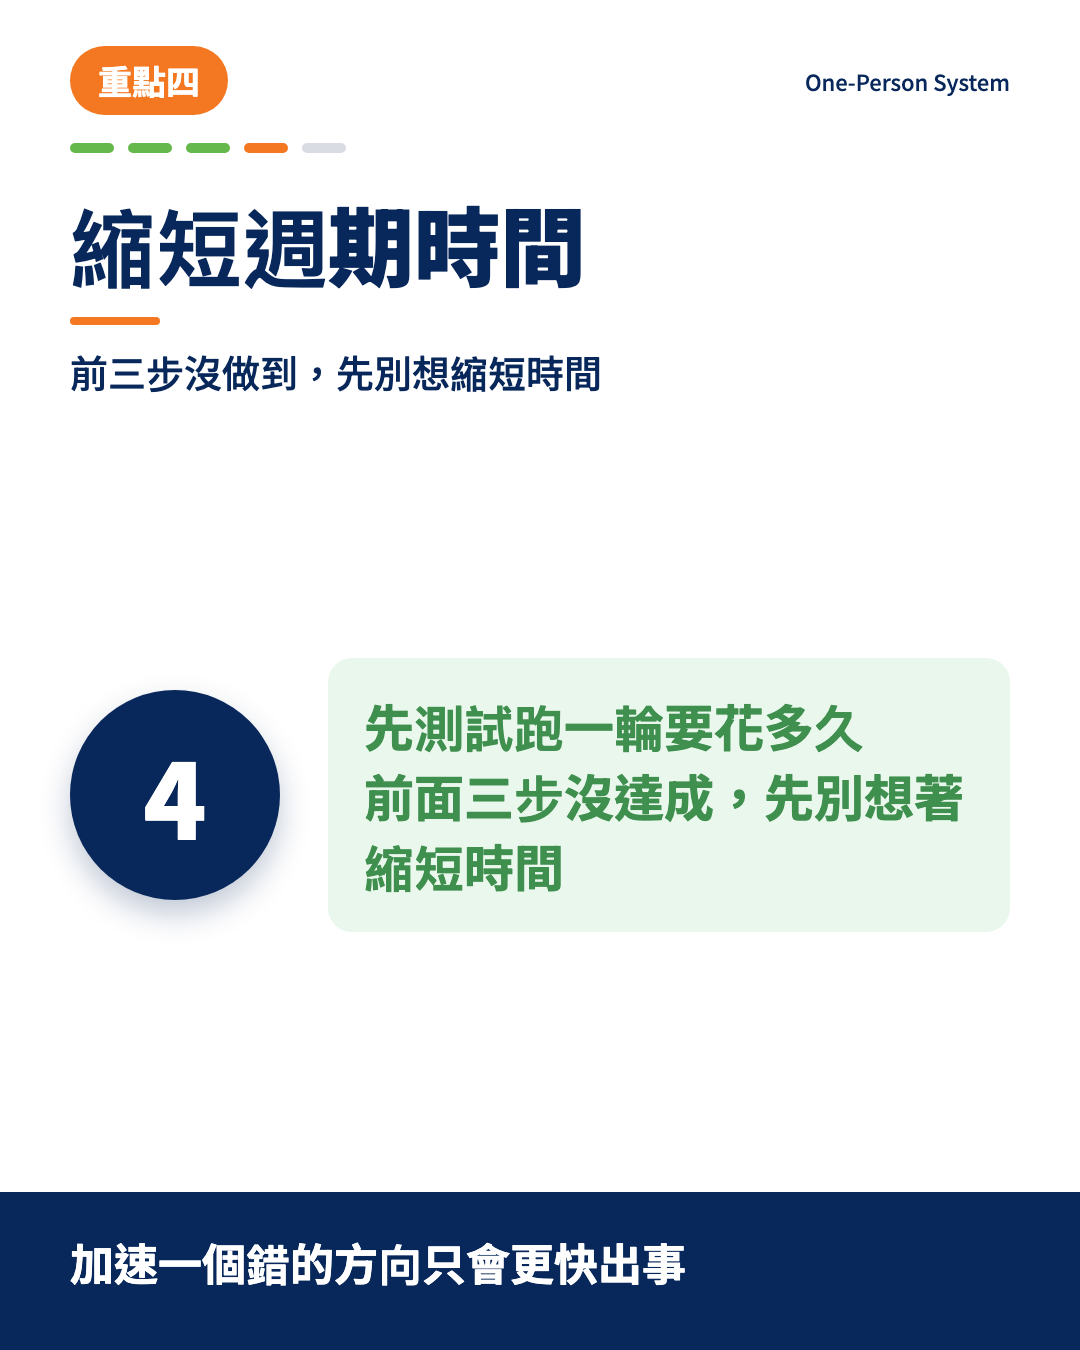 重點四
One-Person System
縮短週期時間
前三步沒做到，先別想縮短時間
4
先測試跑一輪要花多久
前面三步沒達成，先別想著
縮短時間
加速一個錯的方向只會更快出事